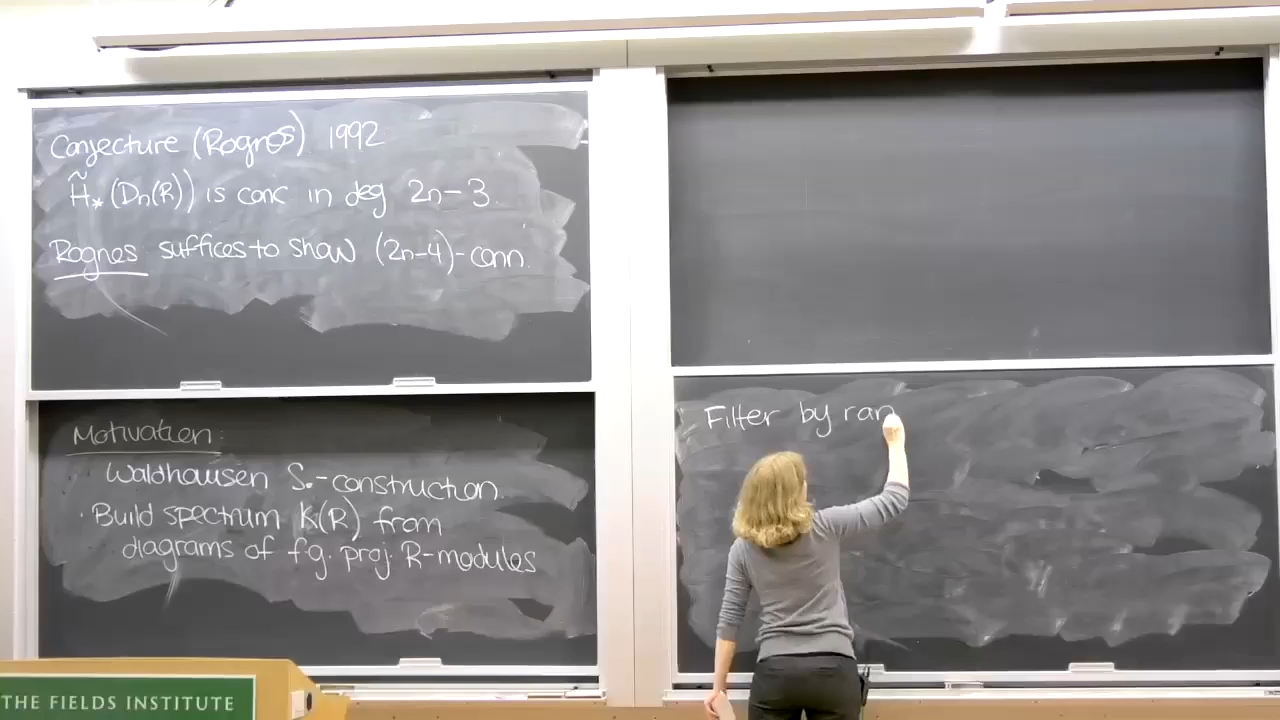 Conjecture (Rognes) 1992
H̃_*(Dn(R)) is conc in deg 2n-3.
Rognes suffices to show (2n-4)-conn.
Motivation:
Waldhausen S.-construction.
· Build spectrum K(R) from
diagrams of fg. proj. R-modules
Filter by ran
THE FIELDS INSTITUTE